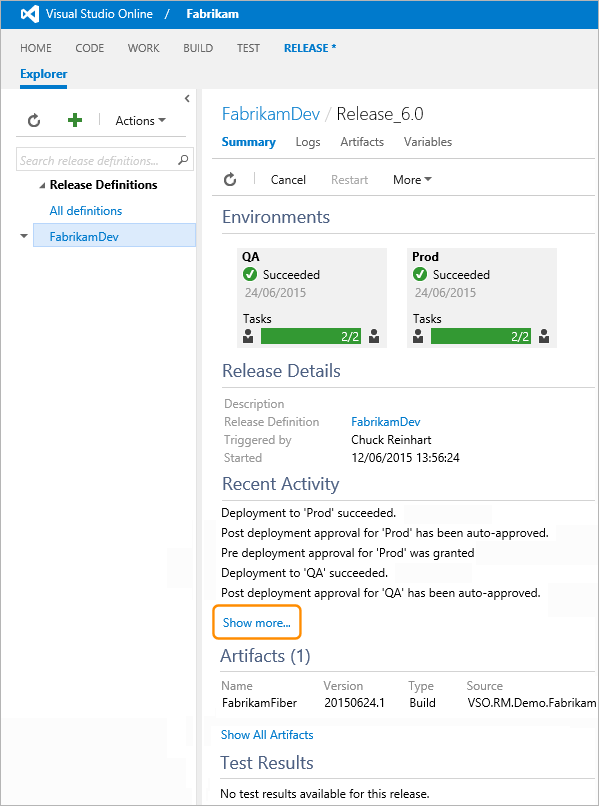 Visual Studio Online / Fabrikam
HOME CODE WORK BUILD TEST RELEASE *
Explorer
Actions
Search release definitions...
Release Definitions
All definitions
FabrikamDev
FabrikamDev / Release_6.0
Summary Logs Artifacts Variables
Cancel Restart More
Environments
QA Prod
Succeeded Succeeded
24/06/2015 24/06/2015
Tasks Tasks
2/2 2/2
Release Details
Description
Release Definition FabrikamDev
Triggered by Chuck Reinhart
Started 12/06/2015 13:56:24
Recent Activity
Deployment to 'Prod' succeeded.
Post deployment approval for 'Prod' has been auto-approved.
Pre deployment approval for 'Prod' was granted
Deployment to 'QA' succeeded.
Post deployment approval for 'QA' has been auto-approved.
Show more...
Artifacts (1)
Name Version Type Source
FabrikamFiber 20150624.1 Build VSO.RM.Demo.Fabrikam
Show All Artifacts
Test Results
No test results available for this release.